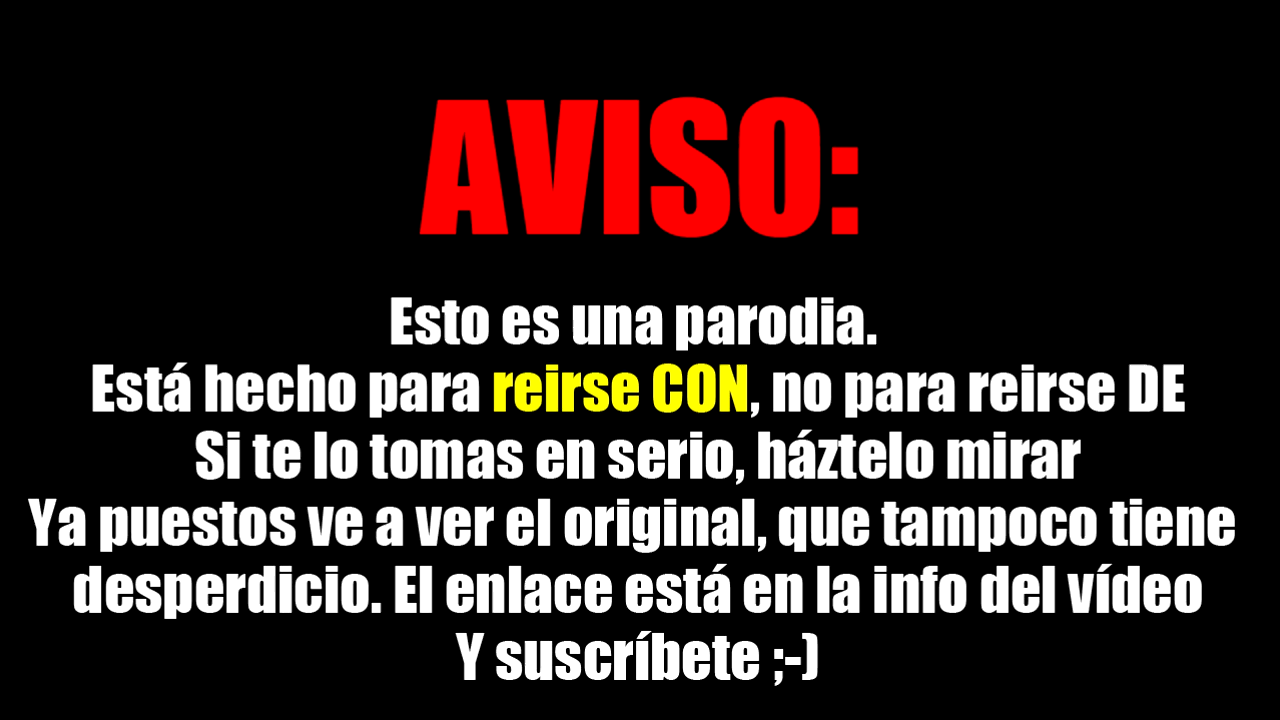 AVISO:
Esto es una parodia.
Está hecho para reirse CON, no para reirse DE
Si te lo tomas en serio, háztelo mirar
Ya puestos ve a ver el original, que tampoco tiene
desperdicio. El enlace está en la info del vídeo
Y suscríbete ;-)